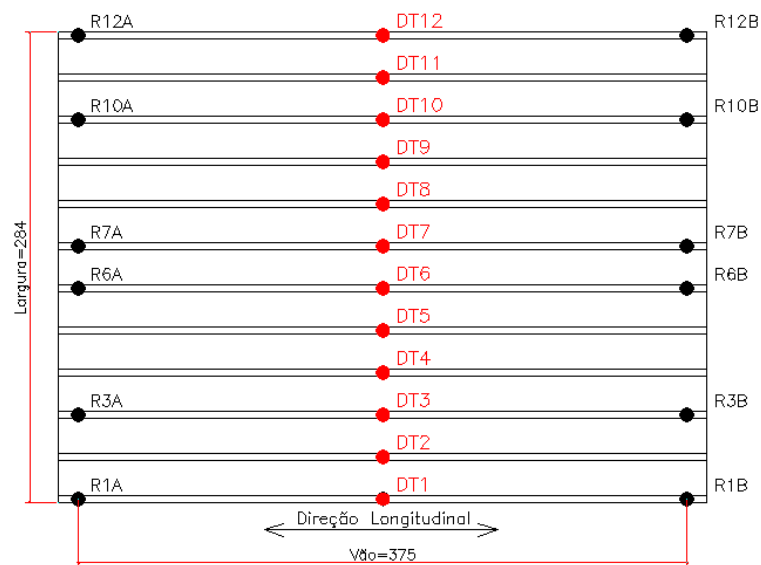 R12A DT12 R12B
DT11
R10A DT10 R10B
DT9
DT8
R7A DT7 R7B
R6A DT6 R6B
DT5
DT4
R3A DT3 R3B
DT2
R1A DT1 R1B
Largura=284
Direção Longitudinal
Vão=375